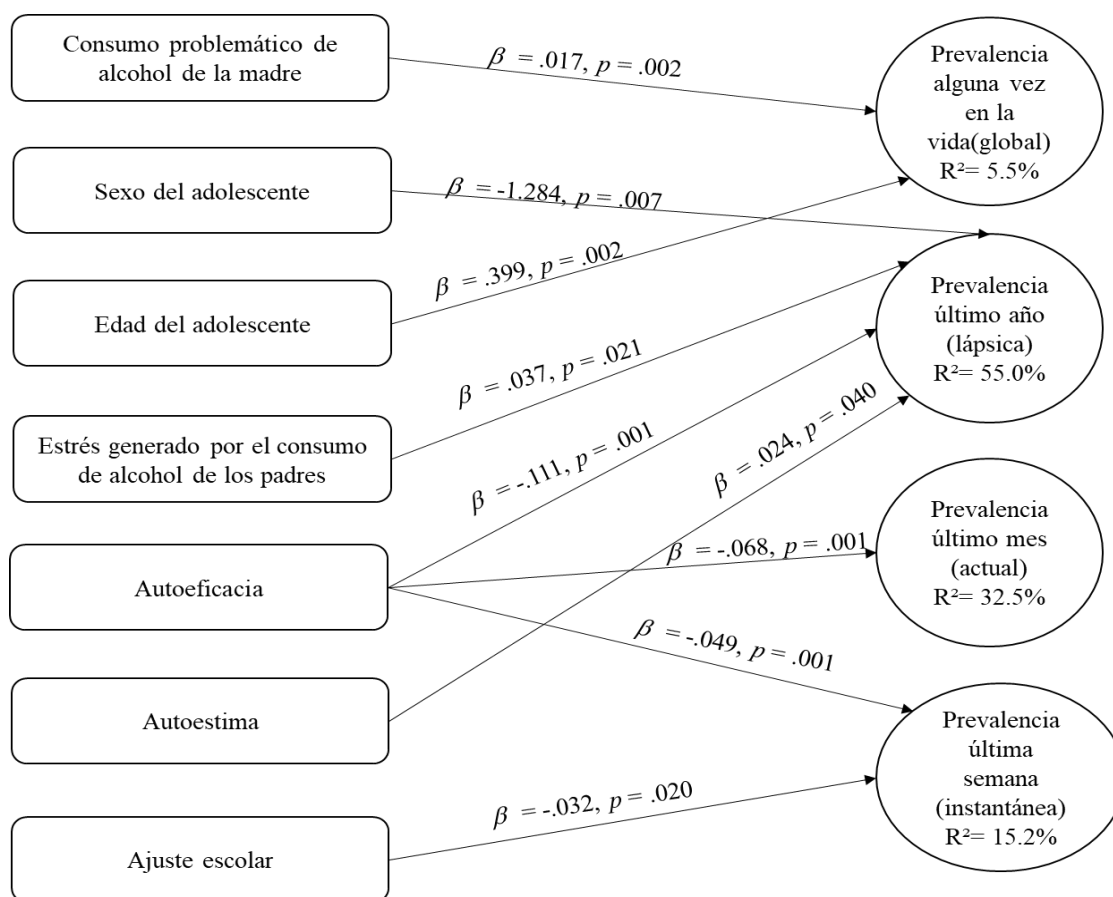 Consumo problemático de
alcohol de la madre
Sexo del adolescente
Edad del adolescente
Estrés generado por el consumo
de alcohol de los padres
Autoeficacia
Autoestima
Ajuste escolar
β = .017, p = .002
β = -1.284, p = .007
β = .399, p = .002
β = .037, p = .021
β = -.111, p = .001
β = .024, p = .040
β = -.068, p = .001
β = -.049, p = .001
β = -.032, p = .020
Prevalencia
alguna vez
en la
vida(global)
R²= 5.5%
Prevalencia
último año
(lápsica)
R²= 55.0%
Prevalencia
último mes
(actual)
R²= 32.5%
Prevalencia
última
semana
(instantánea)
R²= 15.2%